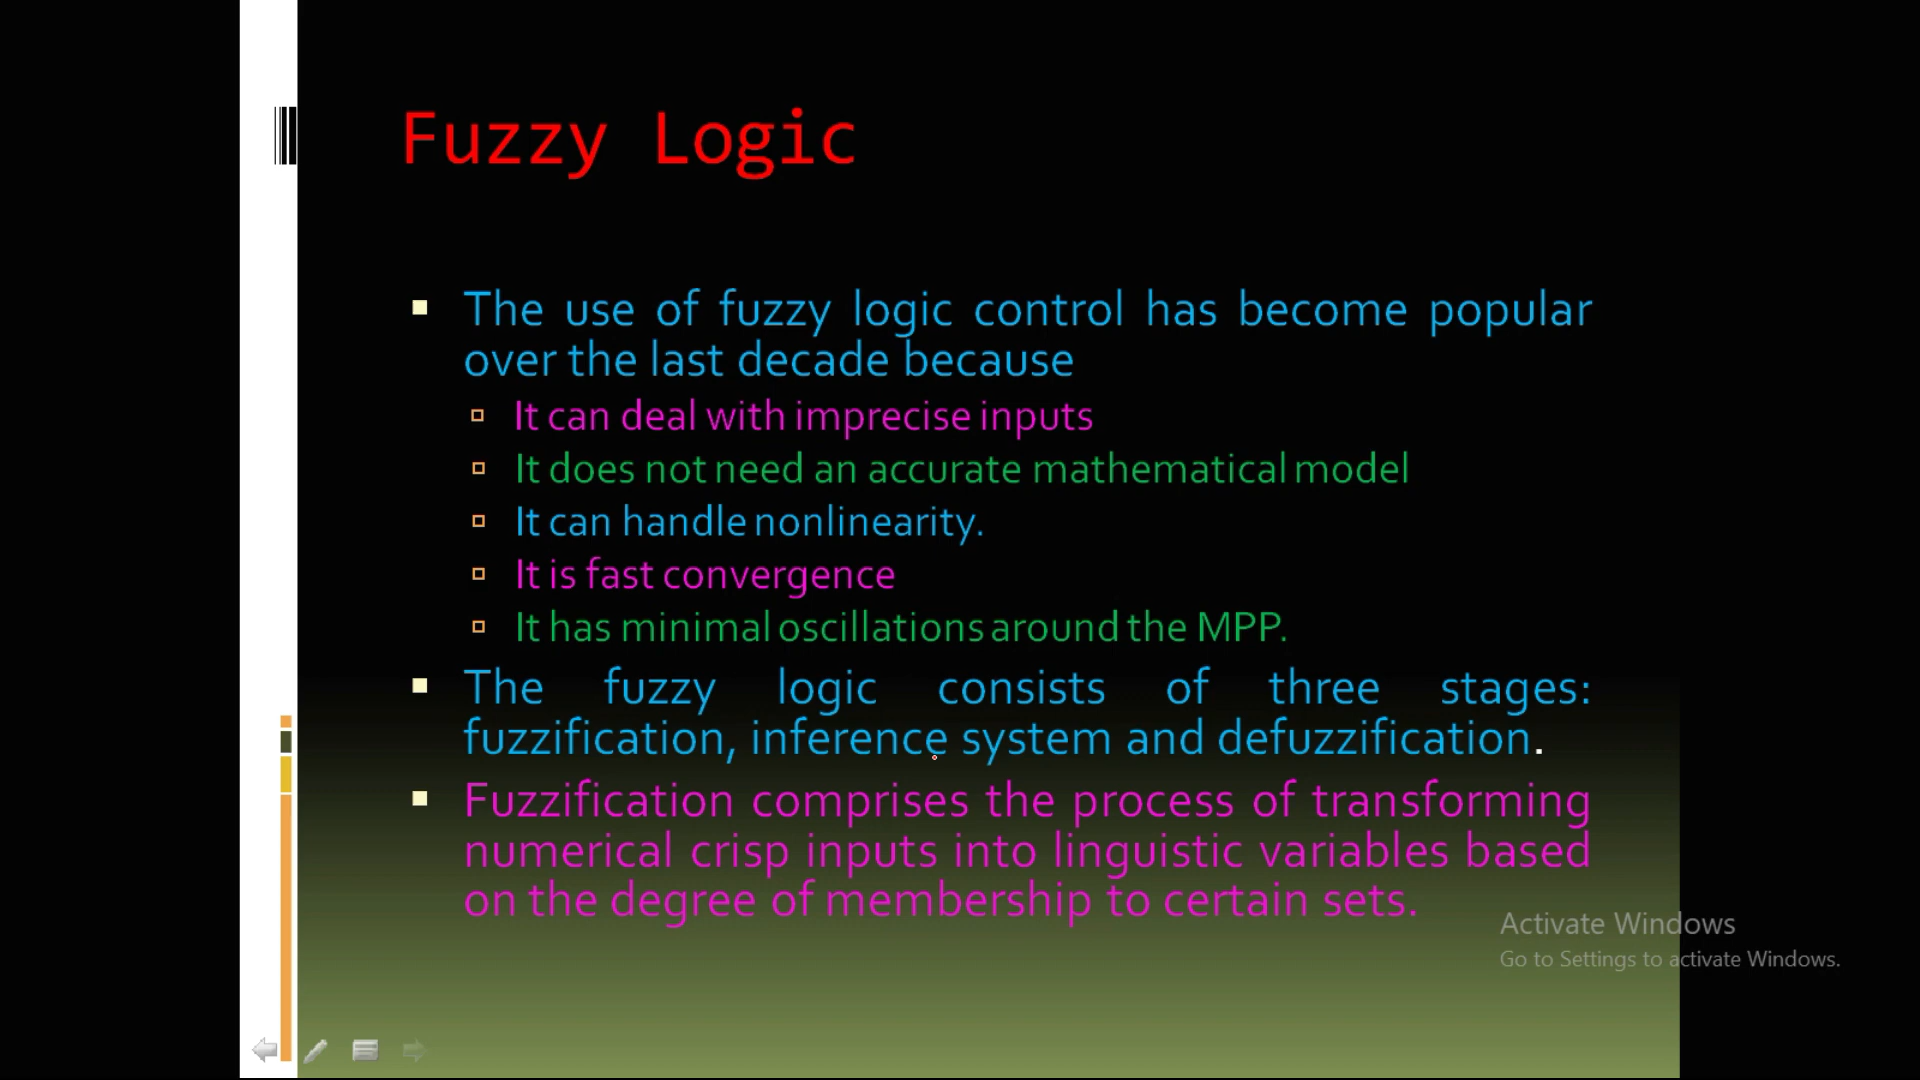 Fuzzy Logic
The use of fuzzy logic control has become popular
over the last decade because
It can deal with imprecise inputs
It does not need an accurate mathematical model
It can handle nonlinearity.
It is fast convergence
It has minimal oscillations around the MPP.
The fuzzy logic consists of three stages:
fuzzification, inference system and defuzzification.
Fuzzification comprises the process of transforming
numerical crisp inputs into linguistic variables based
on the degree of membership to certain sets.
Activate Windows
Go to Settings to activate Windows.